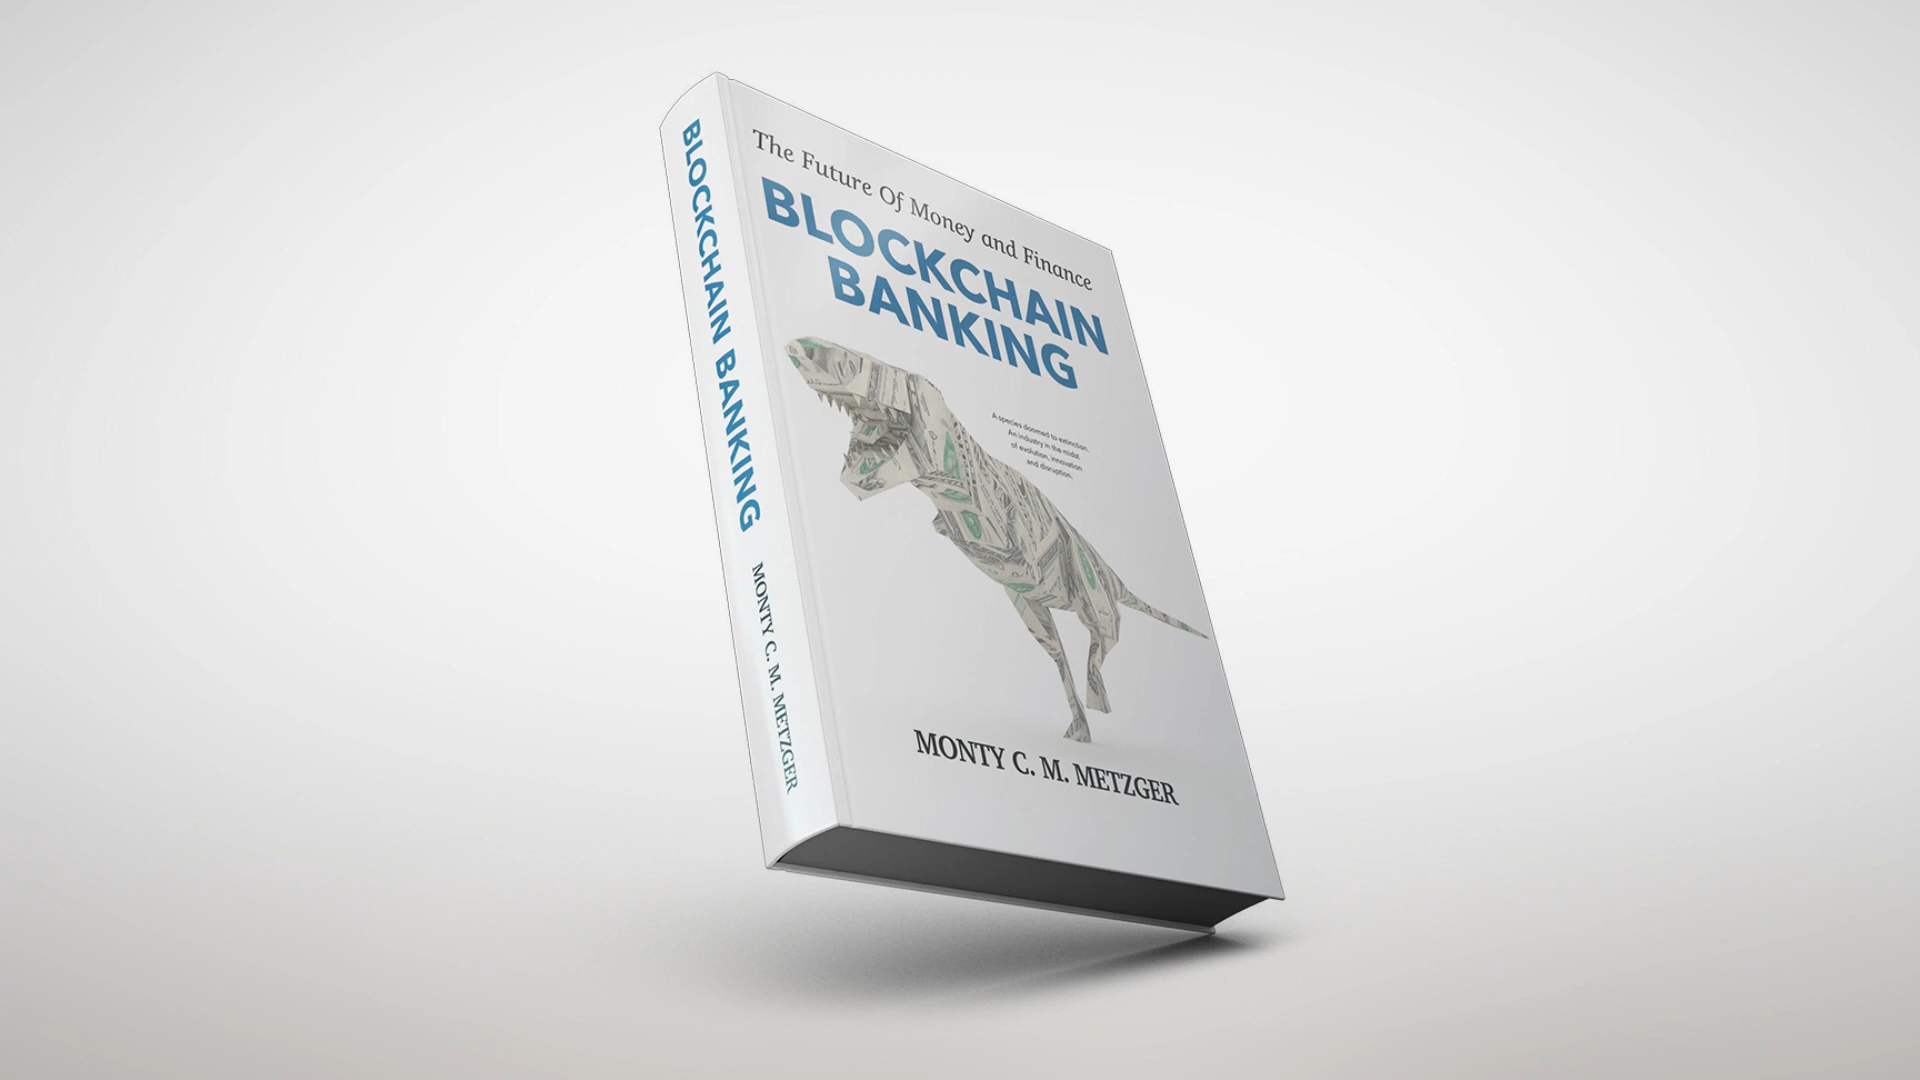 BLOCKCHAIN BANKING
MONTY C. M. METZGER
The Future Of Money and Finance
BLOCKCHAIN
BANKING
A species doomed to extinction.
An industry in the midst
of evolution, innovation
and disruption.
MONTY C. M. METZGER